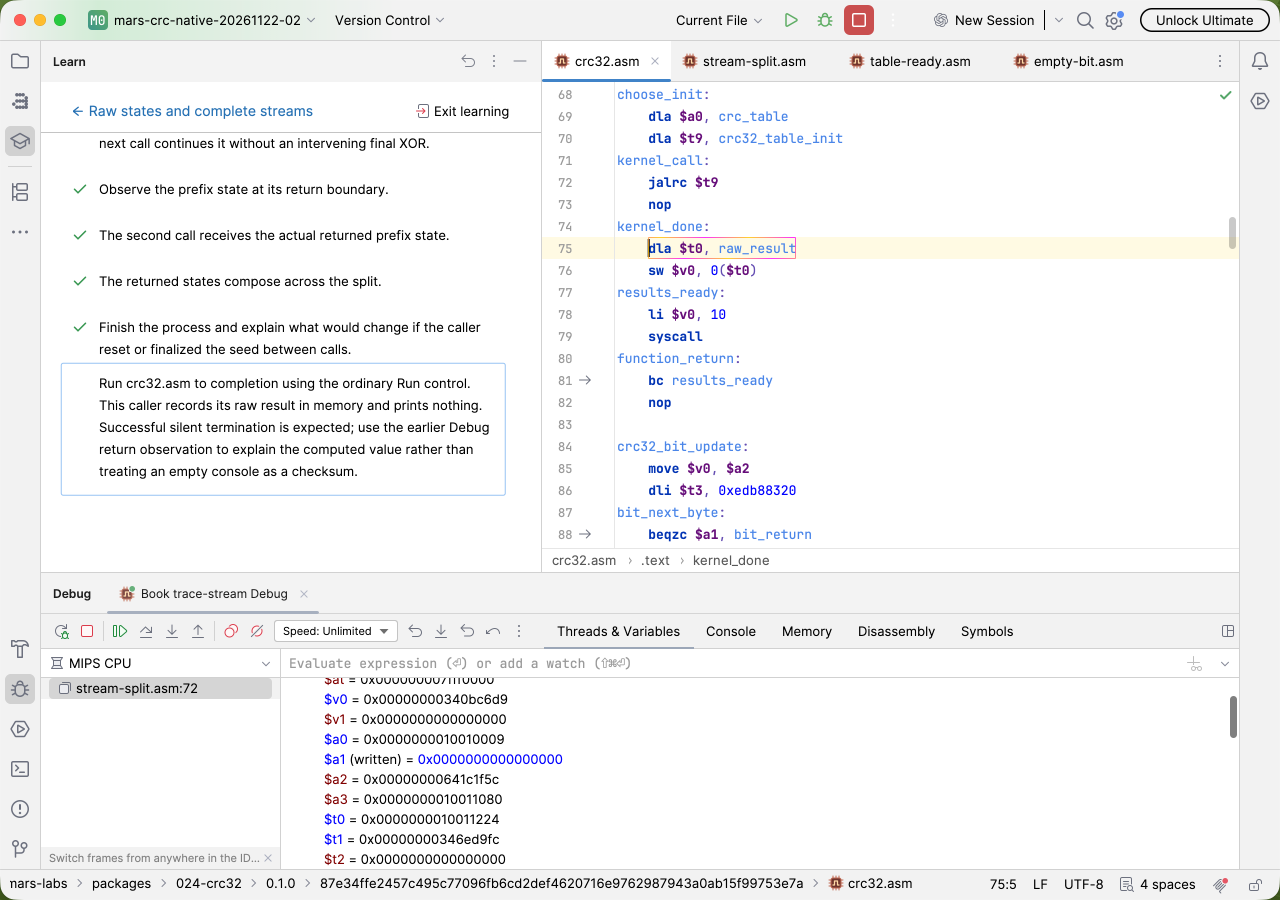 M0 mars-crc-native-20261122-02 Version Control Current File New Session Unlock Ultimate
Learn
crc32.asm stream-split.asm table-ready.asm empty-bit.asm
← Raw states and complete streams Exit learning
next call continues it without an intervening final XOR.
Observe the prefix state at its return boundary.
The second call receives the actual returned prefix state.
The returned states compose across the split.
Finish the process and explain what would change if the caller
reset or finalized the seed between calls.
Run crc32.asm to completion using the ordinary Run control.
This caller records its raw result in memory and prints nothing.
Successful silent termination is expected; use the earlier Debug
return observation to explain the computed value rather than
treating an empty console as a checksum.
68 choose_init:
69 dla $a0, crc_table
70 dla $t9, crc32_table_init
71 kernel_call:
72 jalrc $t9
73 nop
74 kernel_done:
75 dla $t0, raw_result
76 sw $v0, 0($t0)
77 results_ready:
78 li $v0, 10
79 syscall
80 function_return:
81 bc results_ready
82 nop
83
84 crc32_bit_update:
85 move $v0, $a2
86 dli $t3, 0xedb88320
87 bit_next_byte:
88 beqzc $a1, bit_return
crc32.asm › .text › kernel_done
Debug Book trace-stream Debug
Speed: Unlimited Threads & Variables Console Memory Disassembly Symbols
MIPS CPU
Evaluate expression (⏎) or add a watch (⇧⌘⏎)
stream-split.asm:72
$at = 0x000000007fff0000
$v0 = 0x00000000340bc6d9
$v1 = 0x0000000000000000
$a0 = 0x0000000010010009
$a1 (written) = 0x0000000000000000
$a2 = 0x00000000641c1f5c
$a3 = 0x0000000010011080
$t0 = 0x0000000010011224
$t1 = 0x00000000346ed9fc
$t2 = 0x0000000000000000
Switch frames from anywhere in the ID...
mars-labs › packages › 024-crc32 › 0.1.0 › 87e34ffe2457c495c77096fb6cd2def4620716e9762987943a0ab15f99753e7a › crc32.asm 75:5 LF UTF-8 4 spaces